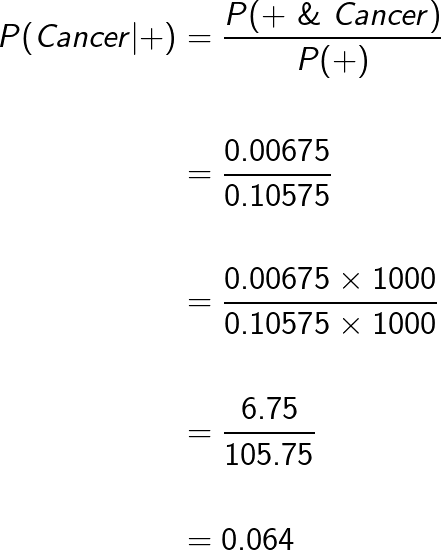 P(Cancer|+) = P(+ & Cancer) / P(+)
= 0.00675 / 0.10575
= 0.00675 × 1000 / 0.10575 × 1000
= 6.75 / 105.75
= 0.064